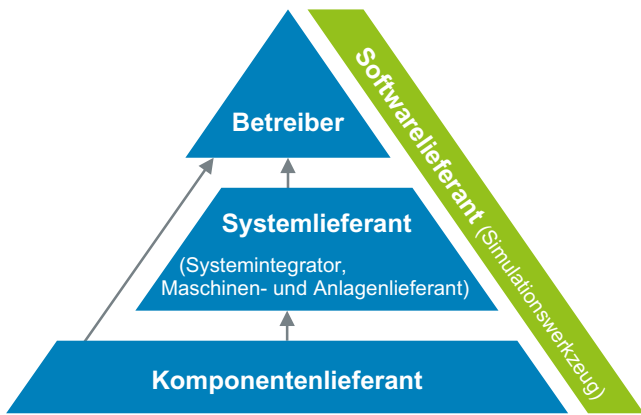 Betreiber
Systemlieferant
(Systemintegrator,
Maschinen- und Anlagenlieferant)
Komponentenlieferant
Softwarelieferant (Simulationswerkzeug)